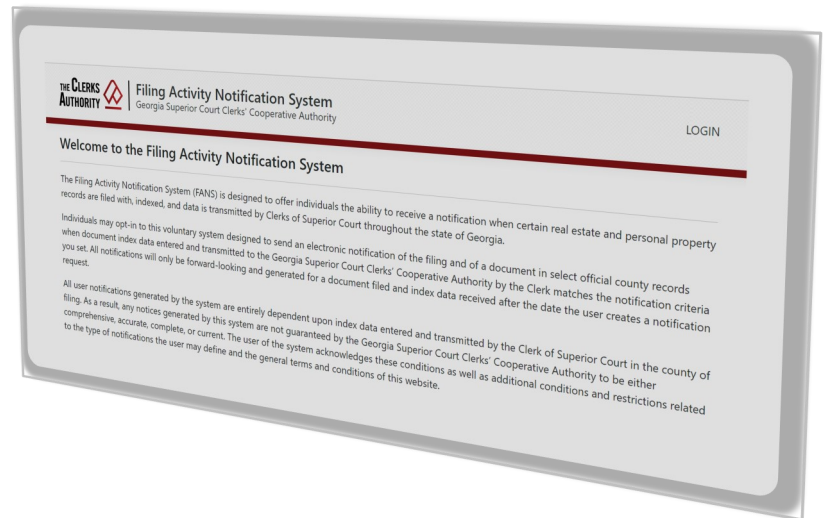 THE CLERKS
AUTHORITY
Filing Activity Notification System
Georgia Superior Court Clerks' Cooperative Authority
LOGIN
Welcome to the Filing Activity Notification System
The Filing Activity Notification System (FANS) is designed to offer individuals the ability to receive a notification when certain real estate and personal property
records are filed with, indexed, and data is transmitted by Clerks of Superior Court throughout the state of Georgia.
Individuals may opt-in to this voluntary system designed to send an electronic notification of the filing and of a document in select official county records
when document index data entered and transmitted to the Georgia Superior Court Clerks' Cooperative Authority by the Clerk matches the notification criteria
you set. All notifications will only be forward-looking and generated for a document filed and index data received after the date the user creates a notification
request.
All user notifications generated by the system are entirely dependent upon index data entered and transmitted by the Clerk of Superior Court in the county of
filing. As a result, any notices generated by this system are not guaranteed by the Georgia Superior Court Clerks' Cooperative Authority to be either
comprehensive, accurate, complete, or current. The user of the system acknowledges these conditions as well as additional conditions and restrictions related
to the type of notifications the user may define and the general terms and conditions of this website.